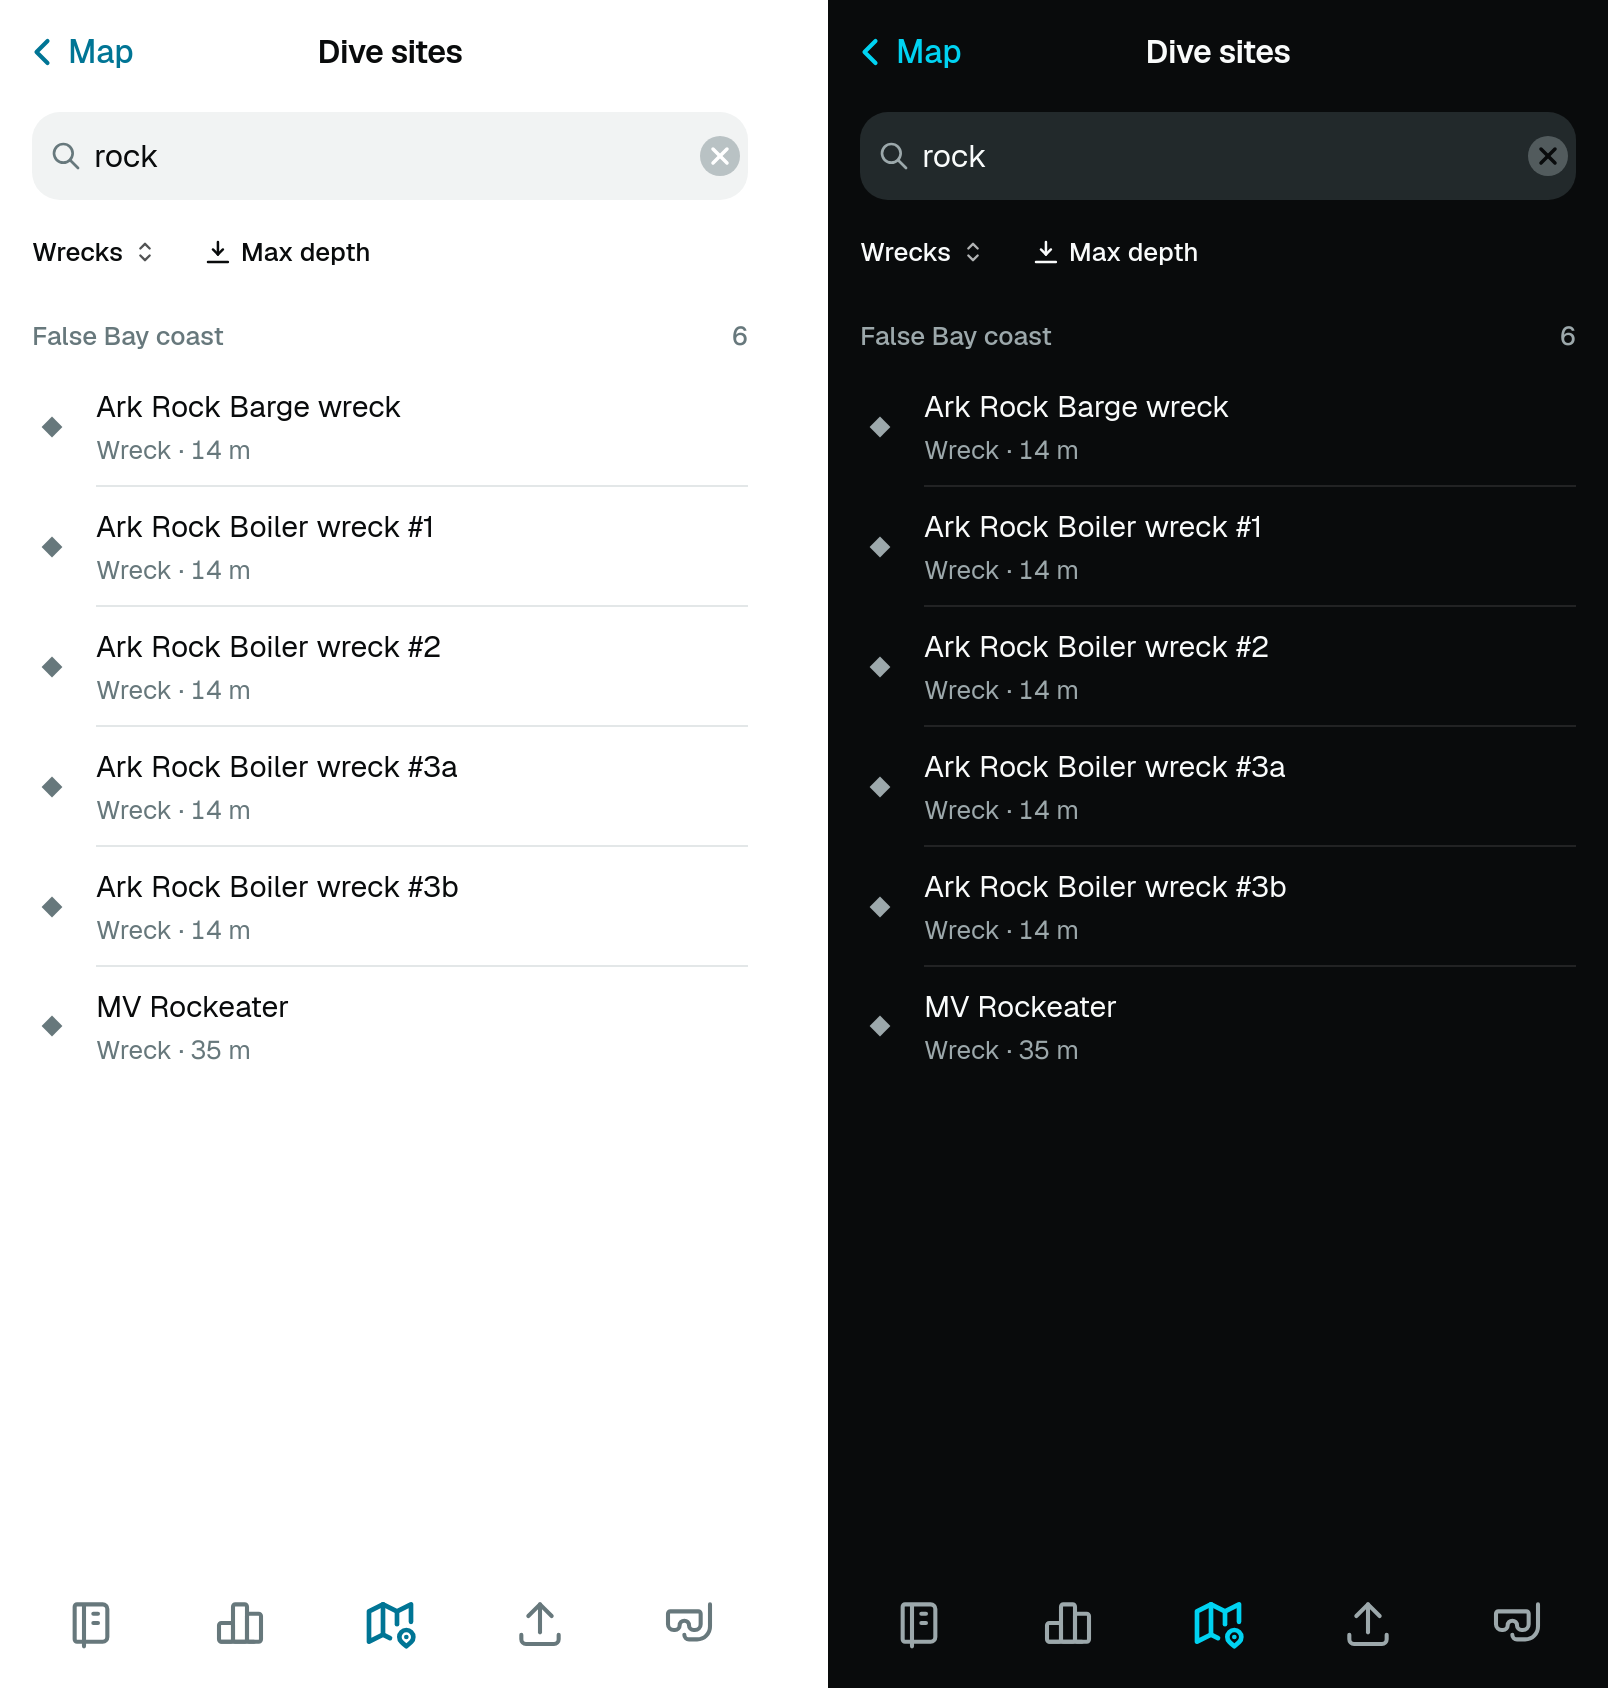 Map
Dive sites
rock
Wrecks
Max depth
False Bay coast
6
Ark Rock Barge wreck
Wreck · 14 m
Ark Rock Boiler wreck #1
Wreck · 14 m
Ark Rock Boiler wreck #2
Wreck · 14 m
Ark Rock Boiler wreck #3a
Wreck · 14 m
Ark Rock Boiler wreck #3b
Wreck · 14 m
MV Rockeater
Wreck · 35 m
Map
Dive sites
rock
Wrecks
Max depth
False Bay coast
6
Ark Rock Barge wreck
Wreck · 14 m
Ark Rock Boiler wreck #1
Wreck · 14 m
Ark Rock Boiler wreck #2
Wreck · 14 m
Ark Rock Boiler wreck #3a
Wreck · 14 m
Ark Rock Boiler wreck #3b
Wreck · 14 m
MV Rockeater
Wreck · 35 m